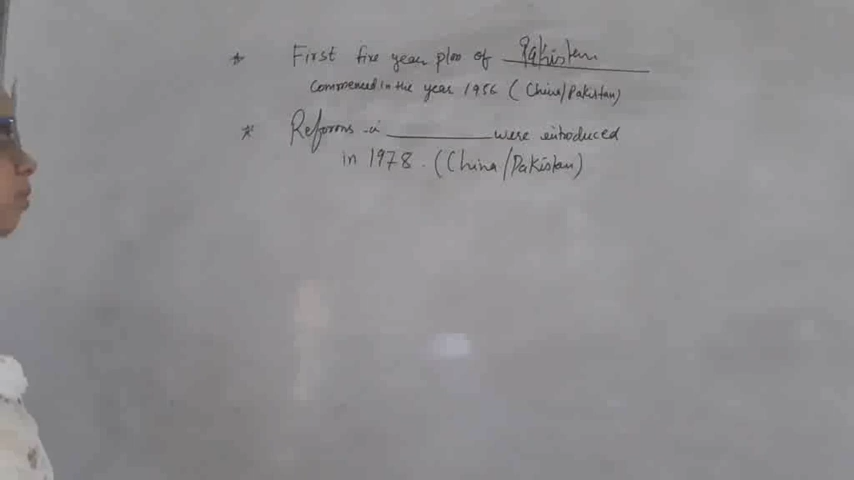 * First five year plan of Pakistan
Commenced in the year 1956 (China/Pakistan)
* Reforms in ________ were introduced
in 1978. (China/Pakistan)